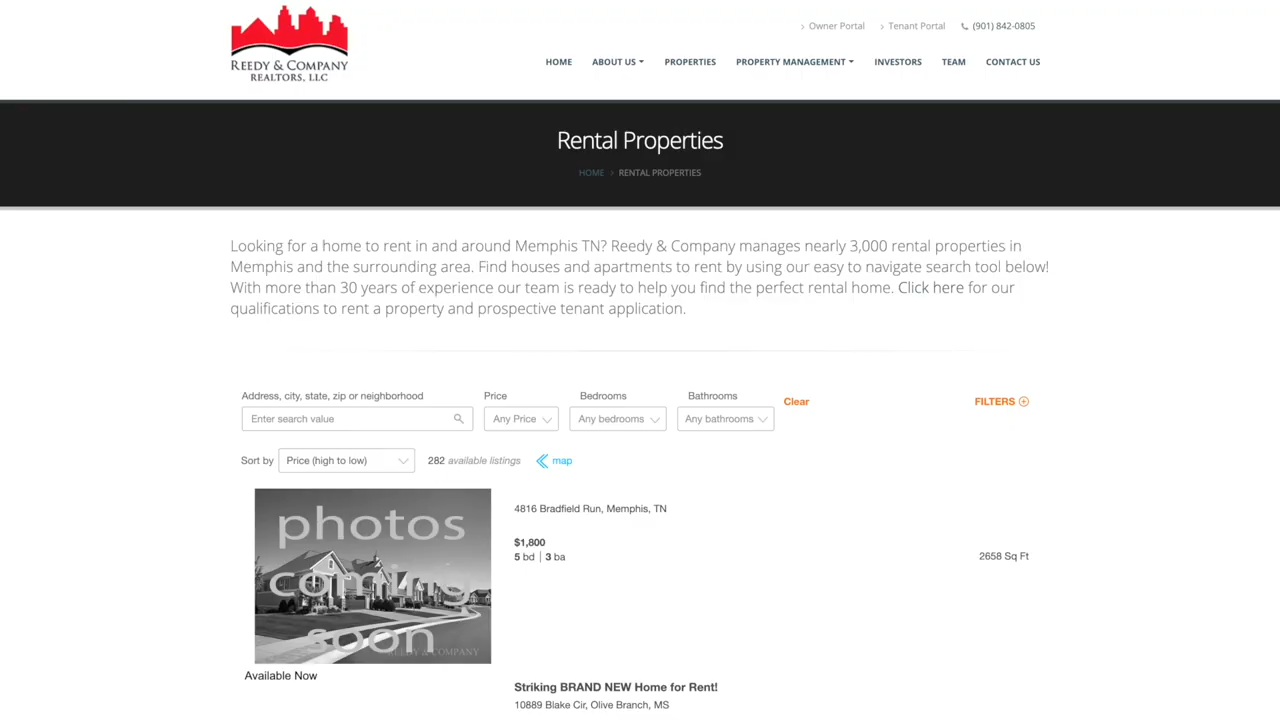 REEDY & COMPANY
REALTORS, LLC
Owner Portal
Tenant Portal
(901) 842-0805
HOME
ABOUT US
PROPERTIES
PROPERTY MANAGEMENT
INVESTORS
TEAM
CONTACT US
Rental Properties
HOME > RENTAL PROPERTIES
Looking for a home to rent in and around Memphis TN? Reedy & Company manages nearly 3,000 rental properties in
Memphis and the surrounding area. Find houses and apartments to rent by using our easy to navigate search tool below!
With more than 30 years of experience our team is ready to help you find the perfect rental home. Click here for our
qualifications to rent a property and prospective tenant application.
Address, city, state, zip or neighborhood
Price
Bedrooms
Bathrooms
Clear
FILTERS
Enter search value
Any Price
Any bedrooms
Any bathrooms
Sort by
Price (high to low)
282 available listings
map
photos
coming
soon
REEDY & COMPANY
Available Now
4816 Bradfield Run, Memphis, TN
$1,800
5 bd | 3 ba
2658 Sq Ft
Striking BRAND NEW Home for Rent!
10889 Blake Cir, Olive Branch, MS